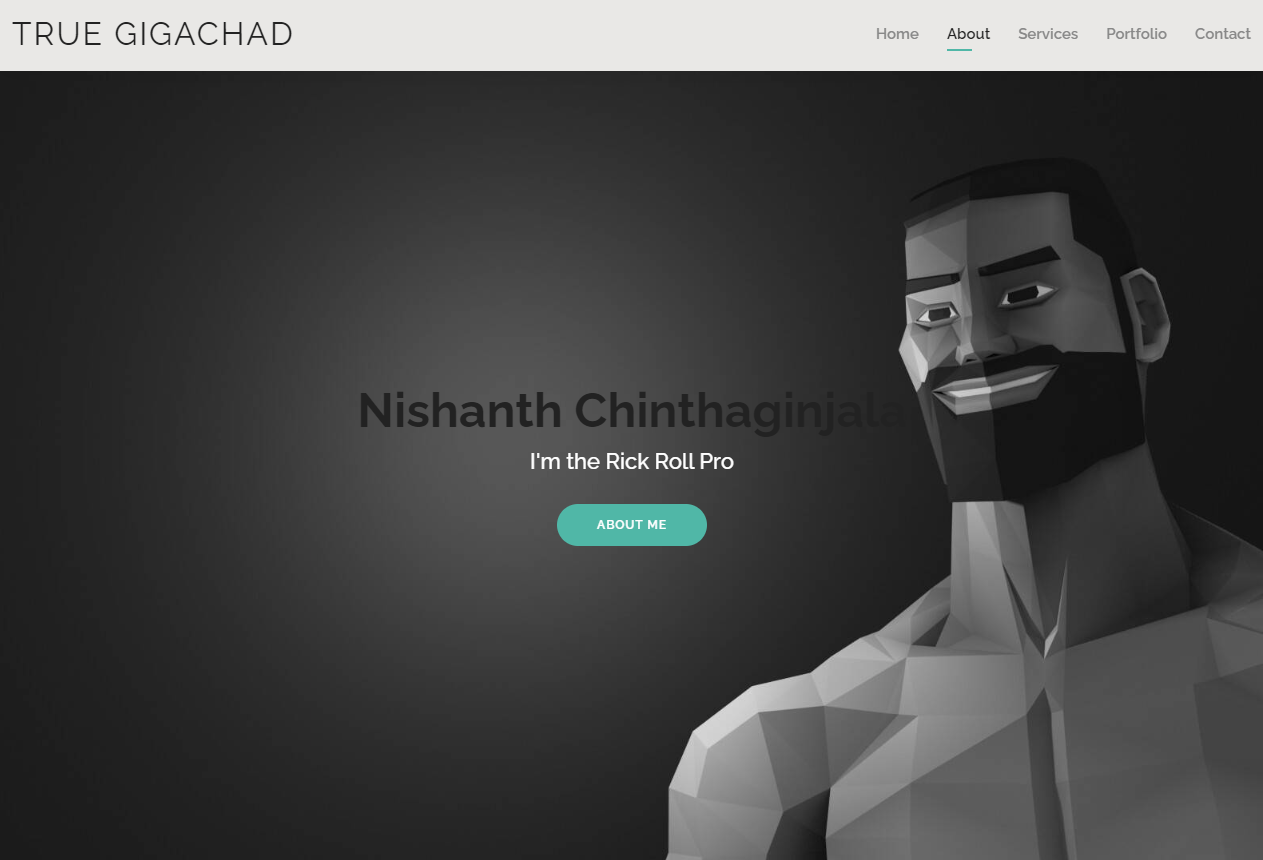 TRUE GIGACHAD
Home About Services Portfolio Contact
Nishanth Chinthaginjala
I'm the Rick Roll Pro
ABOUT ME